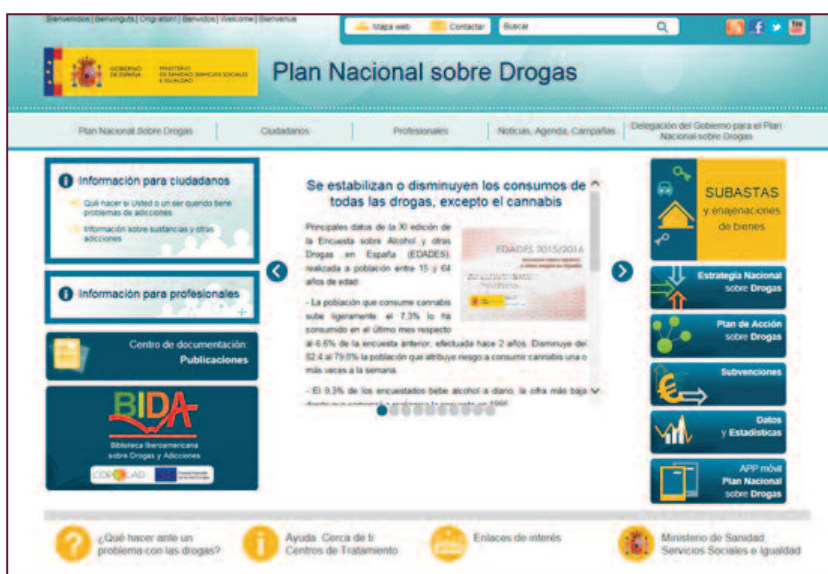 Bienvenidos | Benvinguts | Ongi etorri | Benvidos | Welcome | Bienvenue
Mapa web
Contactar
Buscar
GOBIERNO
DE ESPAÑA
MINISTERIO
DE SANIDAD, SERVICIOS SOCIALES
E IGUALDAD
Plan Nacional sobre Drogas
Plan Nacional Sobre Drogas
Ciudadanos
Profesionales
Noticias, Agenda, Campañas
Delegación del Gobierno para el Plan
Nacional sobre Drogas
Información para ciudadanos
Qué hacer si Usted o un ser querido tiene
problemas de adicciones
Información sobre sustancias y otras
adicciones
Información para profesionales
Centro de documentación:
Publicaciones
BIDA
Biblioteca Iberoamericana
sobre Drogas y Adicciones
COPOLAD
Se estabilizan o disminuyen los consumos de
todas las drogas, excepto el cannabis
Principales datos de la XI edición de
la Encuesta sobre Alcohol y otras
Drogas en España (EDADES),
realizada a población entre 15 y 64
años de edad:
EDADES 2015/2016
- La población que consume cannabis
sube ligeramente: el 7.3% lo ha
consumido en el último mes respecto
al 6.6% de la encuesta anterior, efectuada hace 2 años. Disminuye del
82.4 al 79.0% la población que atribuye riesgo a consumir cannabis una o
más veces a la semana.
- El 9,3% de los encuestados bebe alcohol a diario, la cifra más baja
SUBASTAS
y enajenaciones
de bienes
Estrategia Nacional
sobre Drogas
Plan de Acción
sobre Drogas
Subvenciones
Datos
y Estadísticas
APP móvil
Plan Nacional
sobre Drogas
¿Qué hacer ante un
problema con las drogas?
Ayuda Cerca de ti:
Centros de Tratamiento
Enlaces de interés
Ministerio de Sanidad
Servicios Sociales e Igualdad